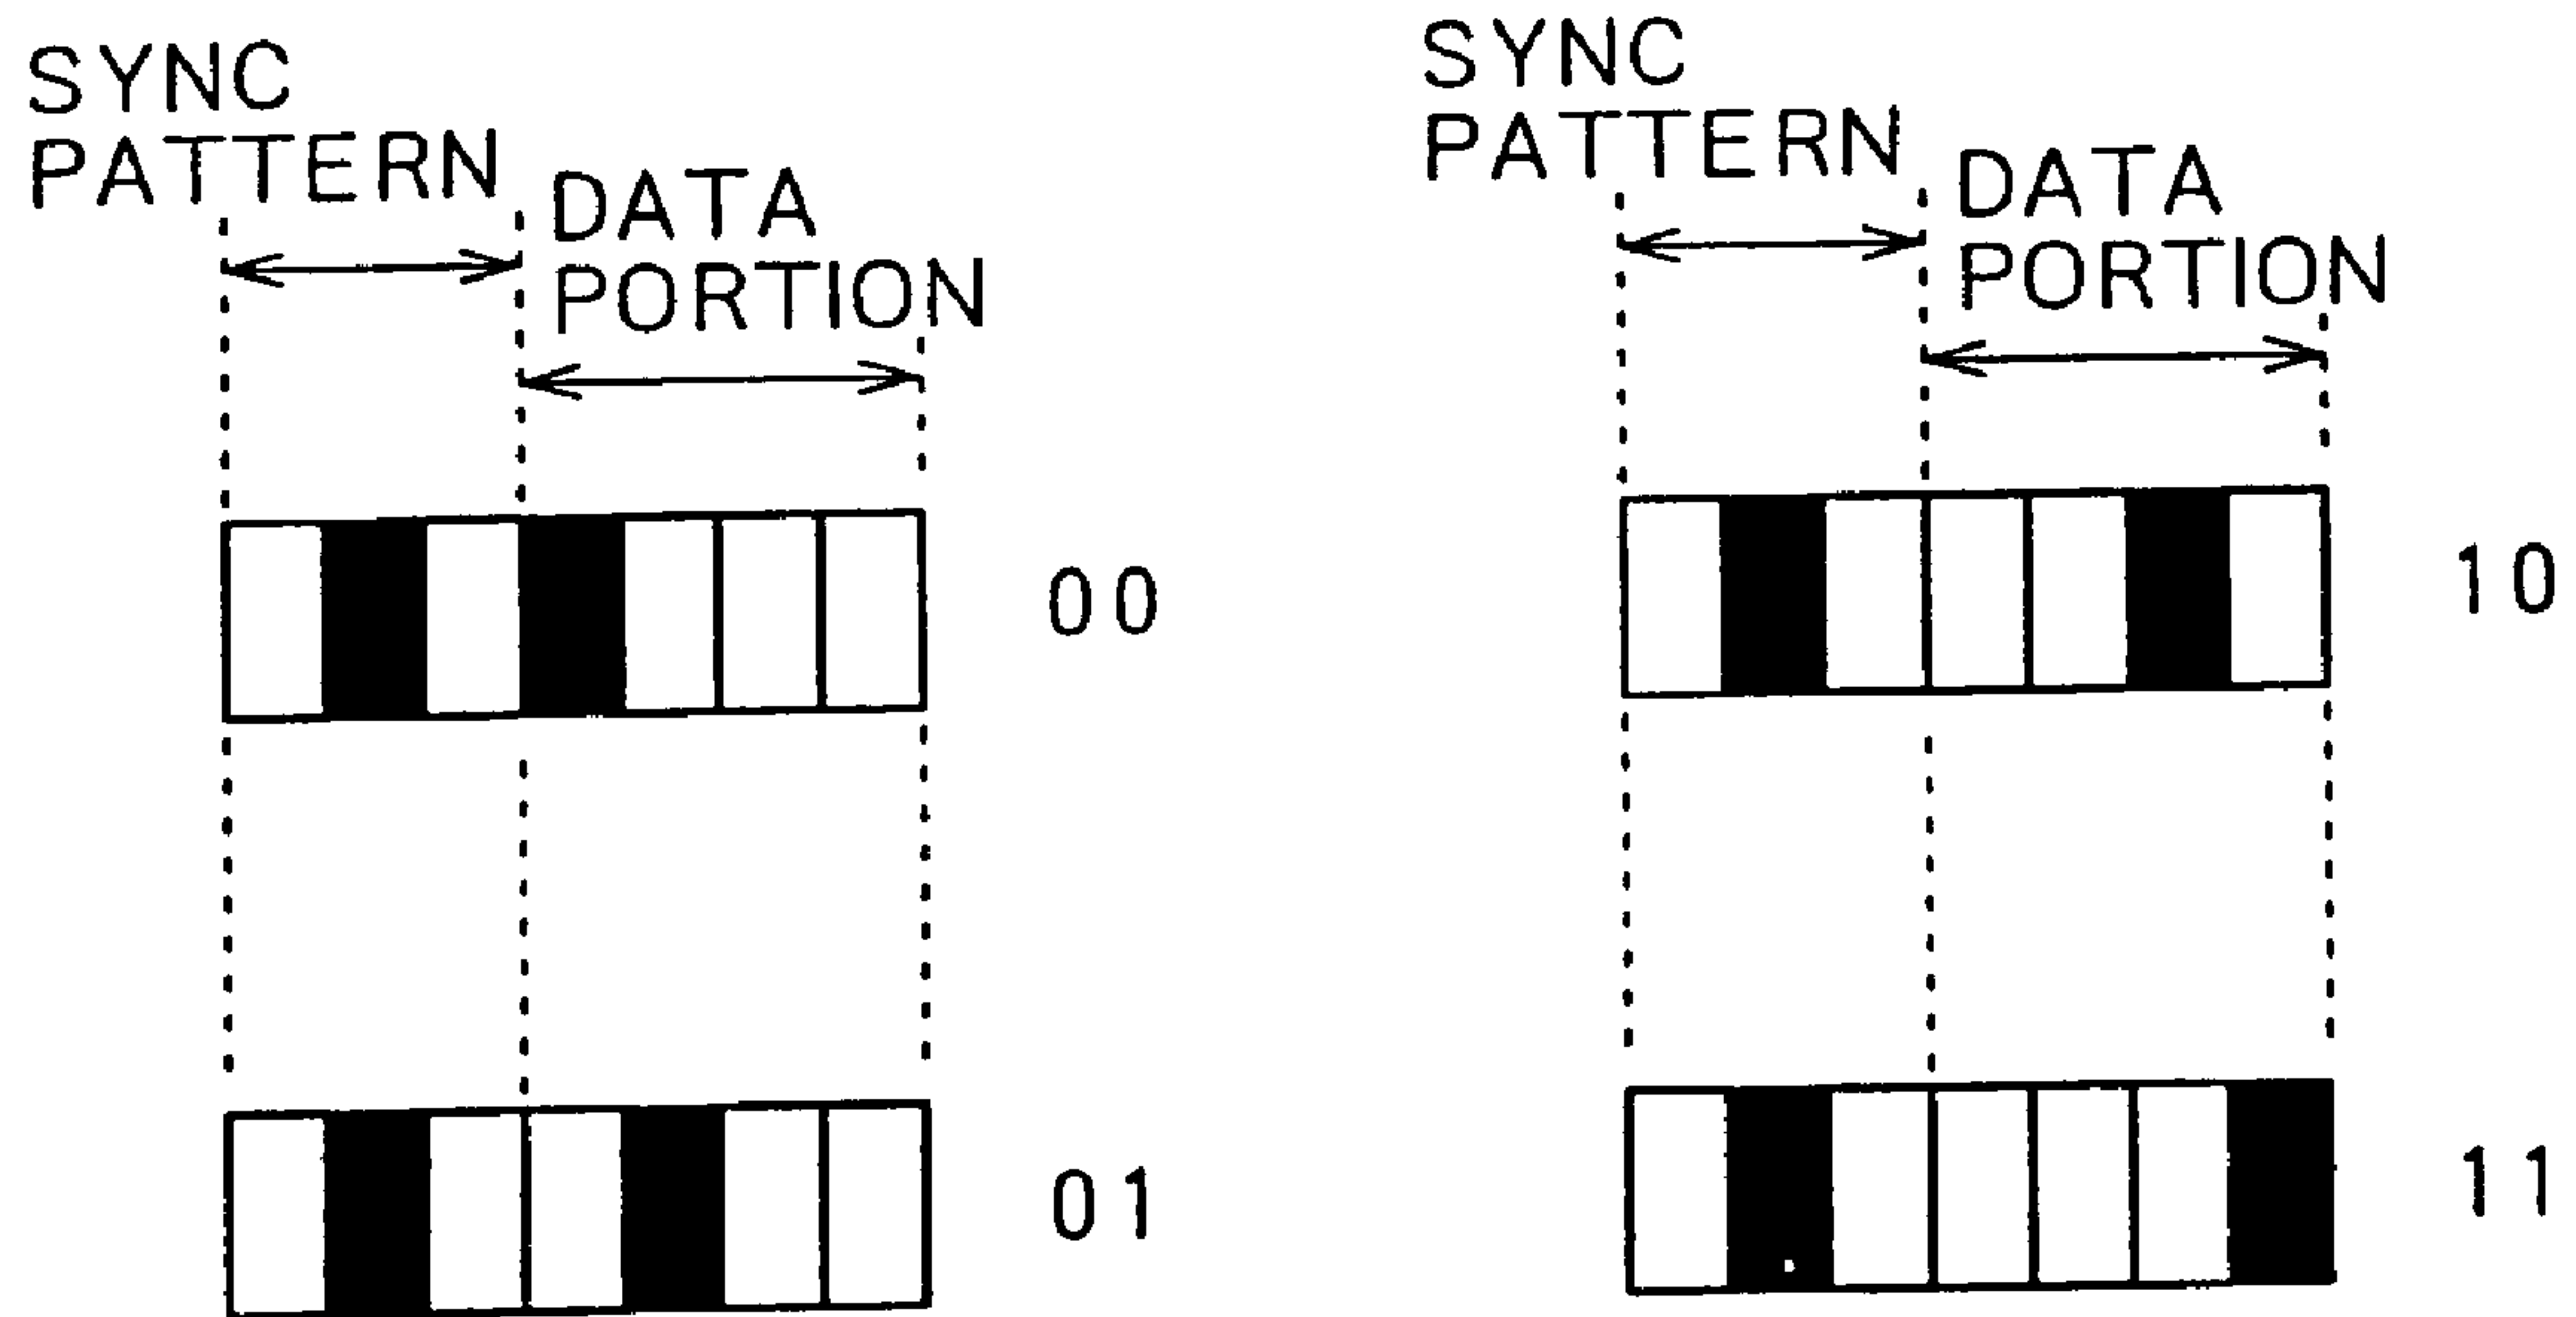 SYNC
PATTERN
DATA
PORTION
00
01
SYNC
PATTERN
DATA
PORTION
10
11